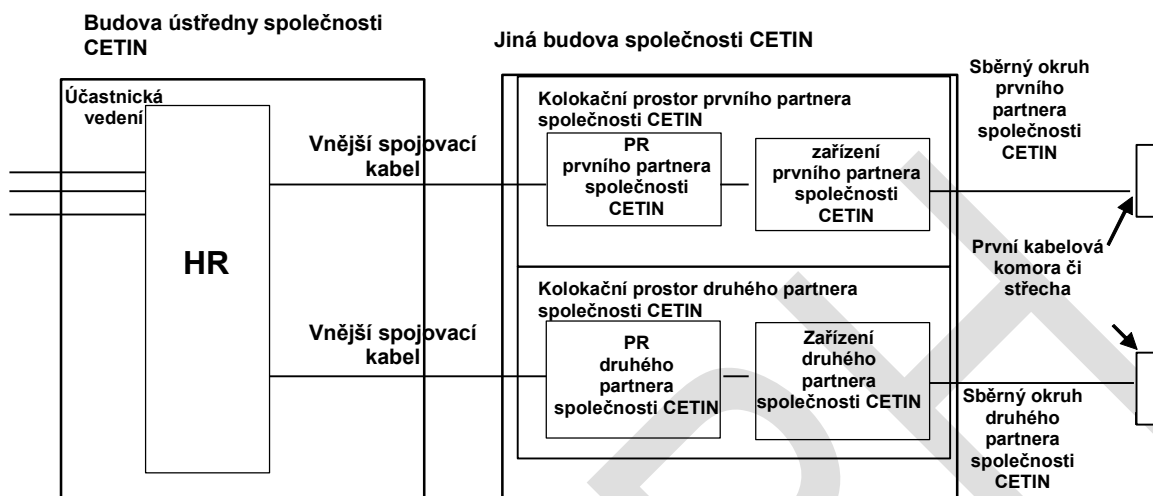 Budova ústředny společnosti
CETIN
Jiná budova společnosti CETIN
Účastnická
vedení
HR
Vnější spojovací
kabel
Vnější spojovací
kabel
Kolokační prostor prvního partnera
společnosti CETIN
PR
prvního partnera
společnosti
CETIN
zařízení
prvního partnera
společnosti
CETIN
Kolokační prostor druhého partnera
společnosti CETIN
PR
druhého
partnera
společnosti CETIN
Zařízení
druhého
partnera
společnosti CETIN
Sběrný okruh
prvního
partnera
společnosti
CETIN
První kabelová
komora či
střecha
Sběrný okruh
druhého
partnera
společnosti
CETIN